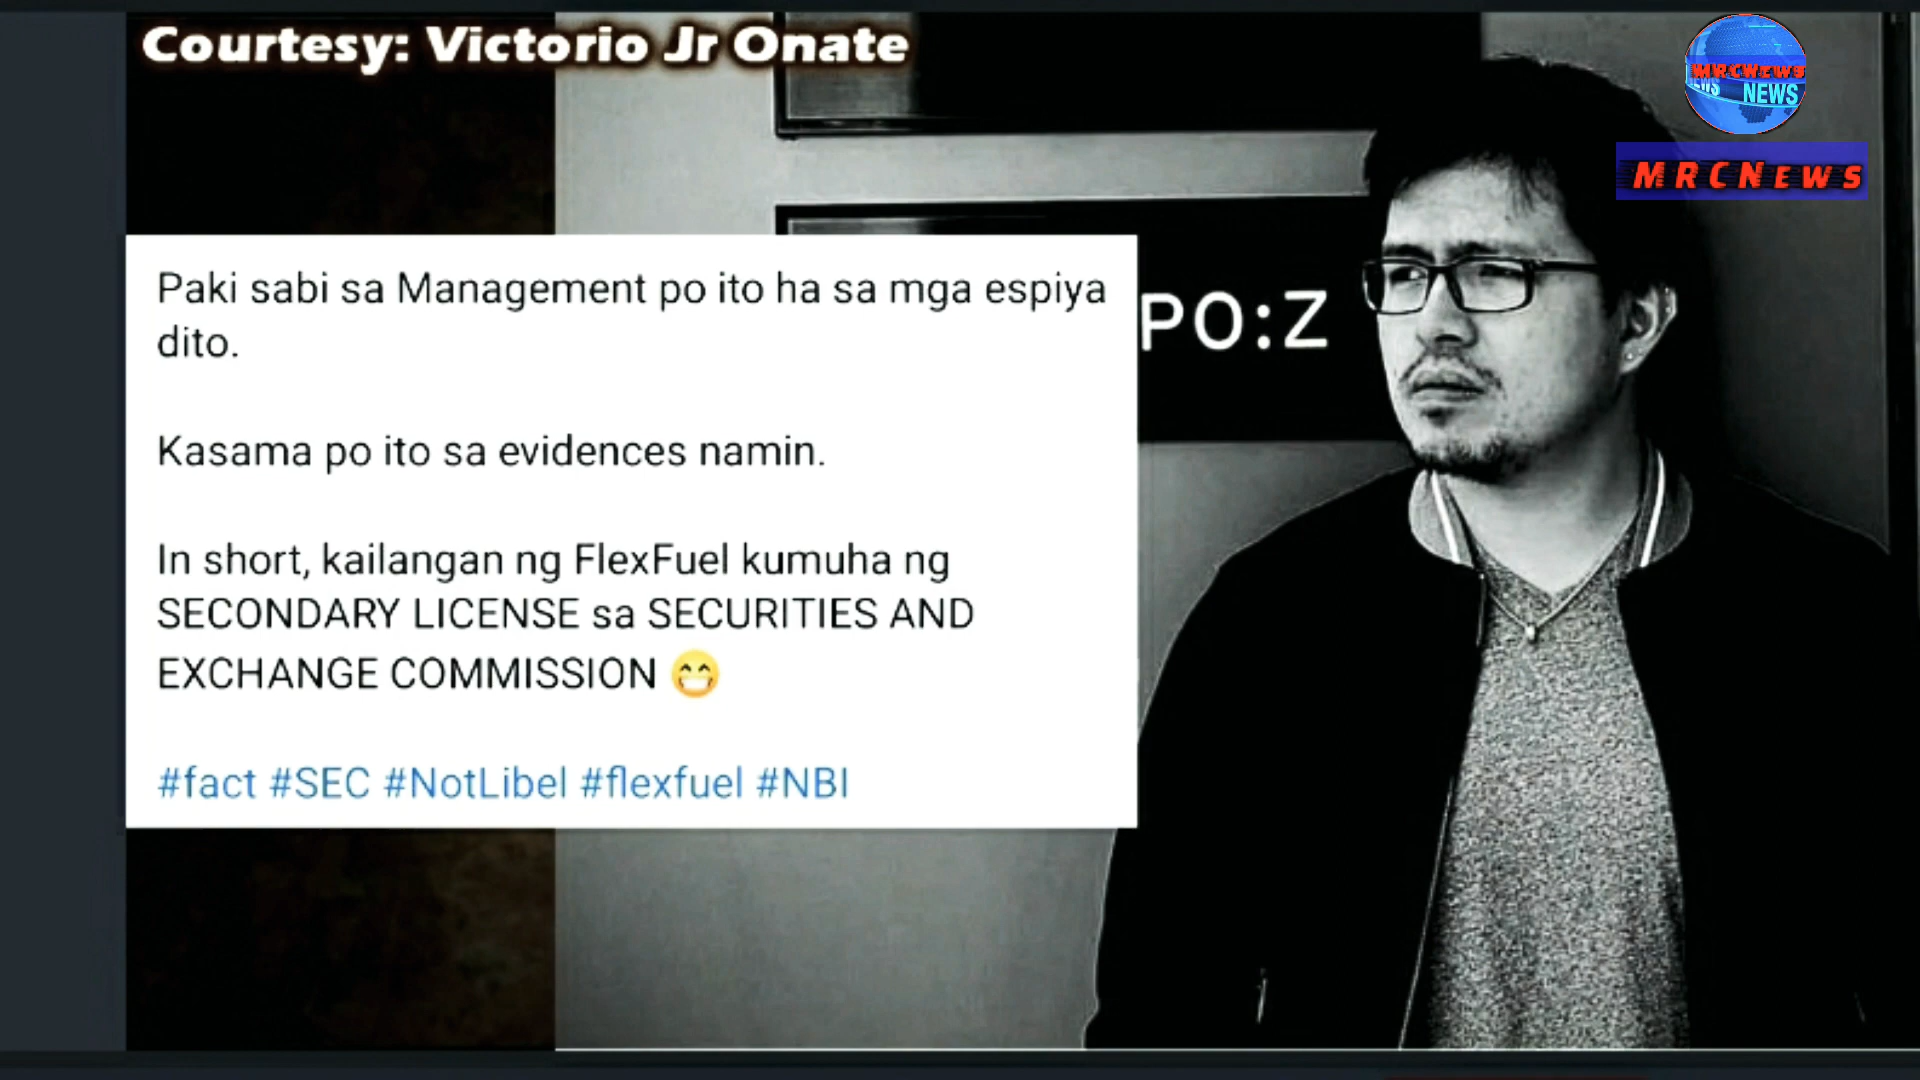 Courtesy: Victorio Jr Onate
MRCNEWS
NEWS NEWS
MRCNEWS
Paki sabi sa Management po ito ha sa mga espiya
dito.
Kasama po ito sa evidences namin.
In short, kailangan ng FlexFuel kumuha ng
SECONDARY LICENSE sa SECURITIES AND
EXCHANGE COMMISSION 😁
#fact #SEC #NotLibel #flexfuel #NBI
PO:Z